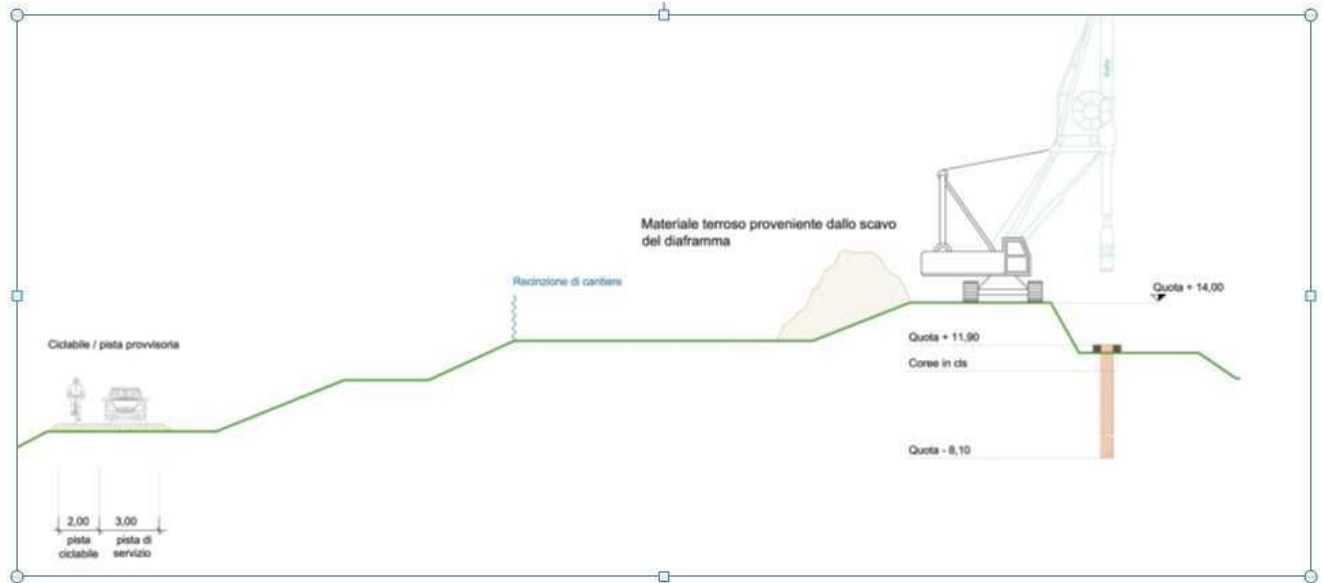 Materiale terroso proveniente dallo scavo
del diaframma
Recinzione di cantiere
Quota + 14,00
Ciclabile / pista provvisoria
Quota + 11,90
Coree in cls
Quota - 8,10
2,00 3,00
pista pista di
ciclabile servizio